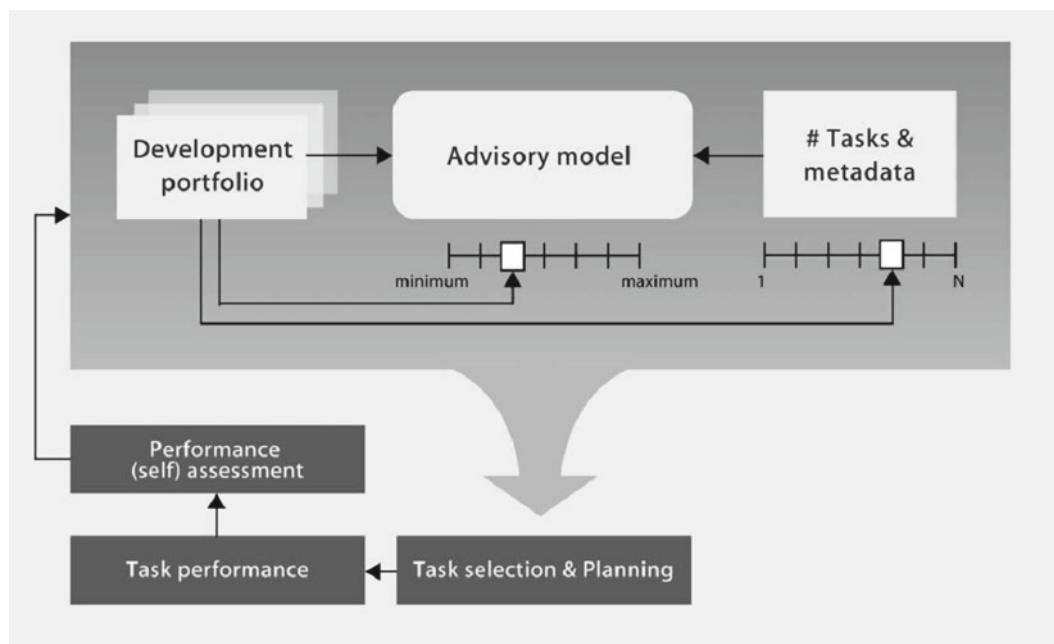 Development
portfolio
Advisory model
# Tasks &
metadata
minimum
maximum
1
N
Performance
(self) assessment
Task performance
Task selection & Planning